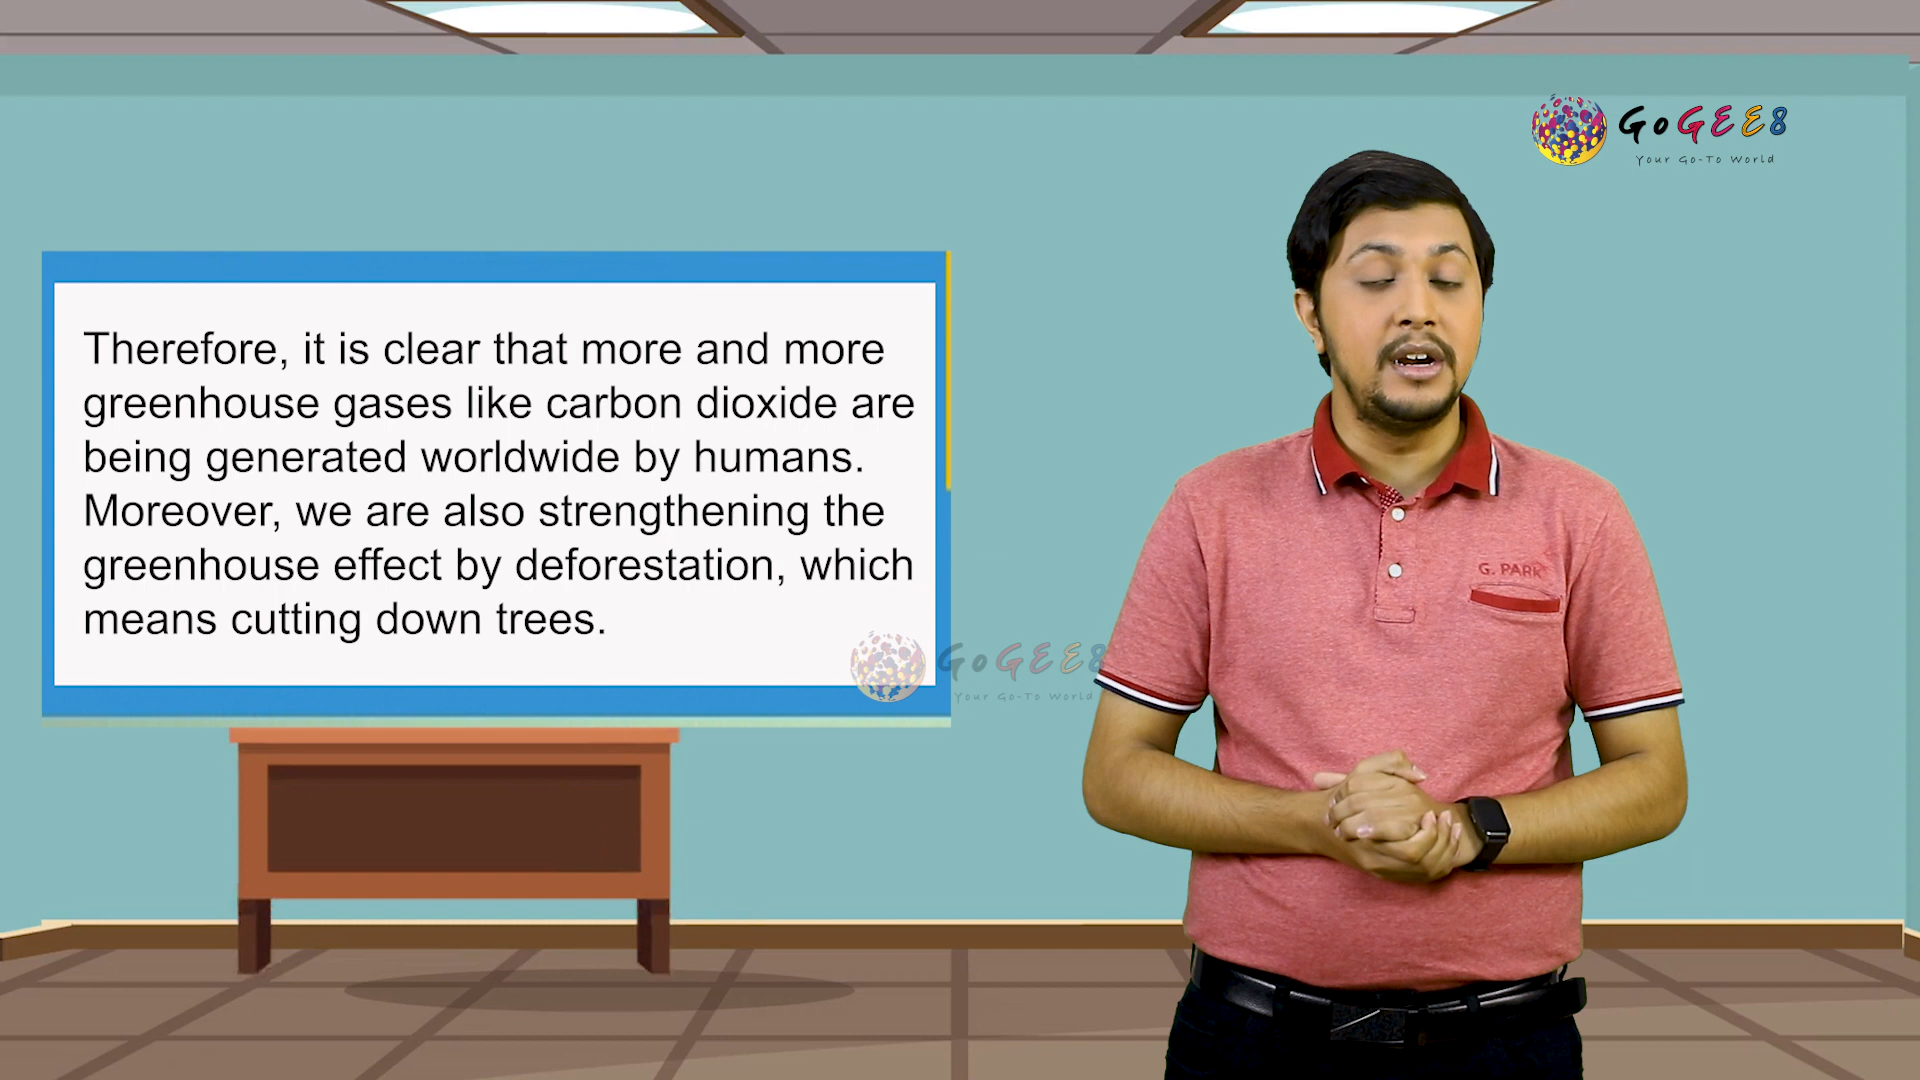 GoGEE8
Your Go-To World
Therefore, it is clear that more and more
greenhouse gases like carbon dioxide are
being generated worldwide by humans.
Moreover, we are also strengthening the
greenhouse effect by deforestation, which
means cutting down trees.
G. PARK
GoGEE8
Your Go-To World